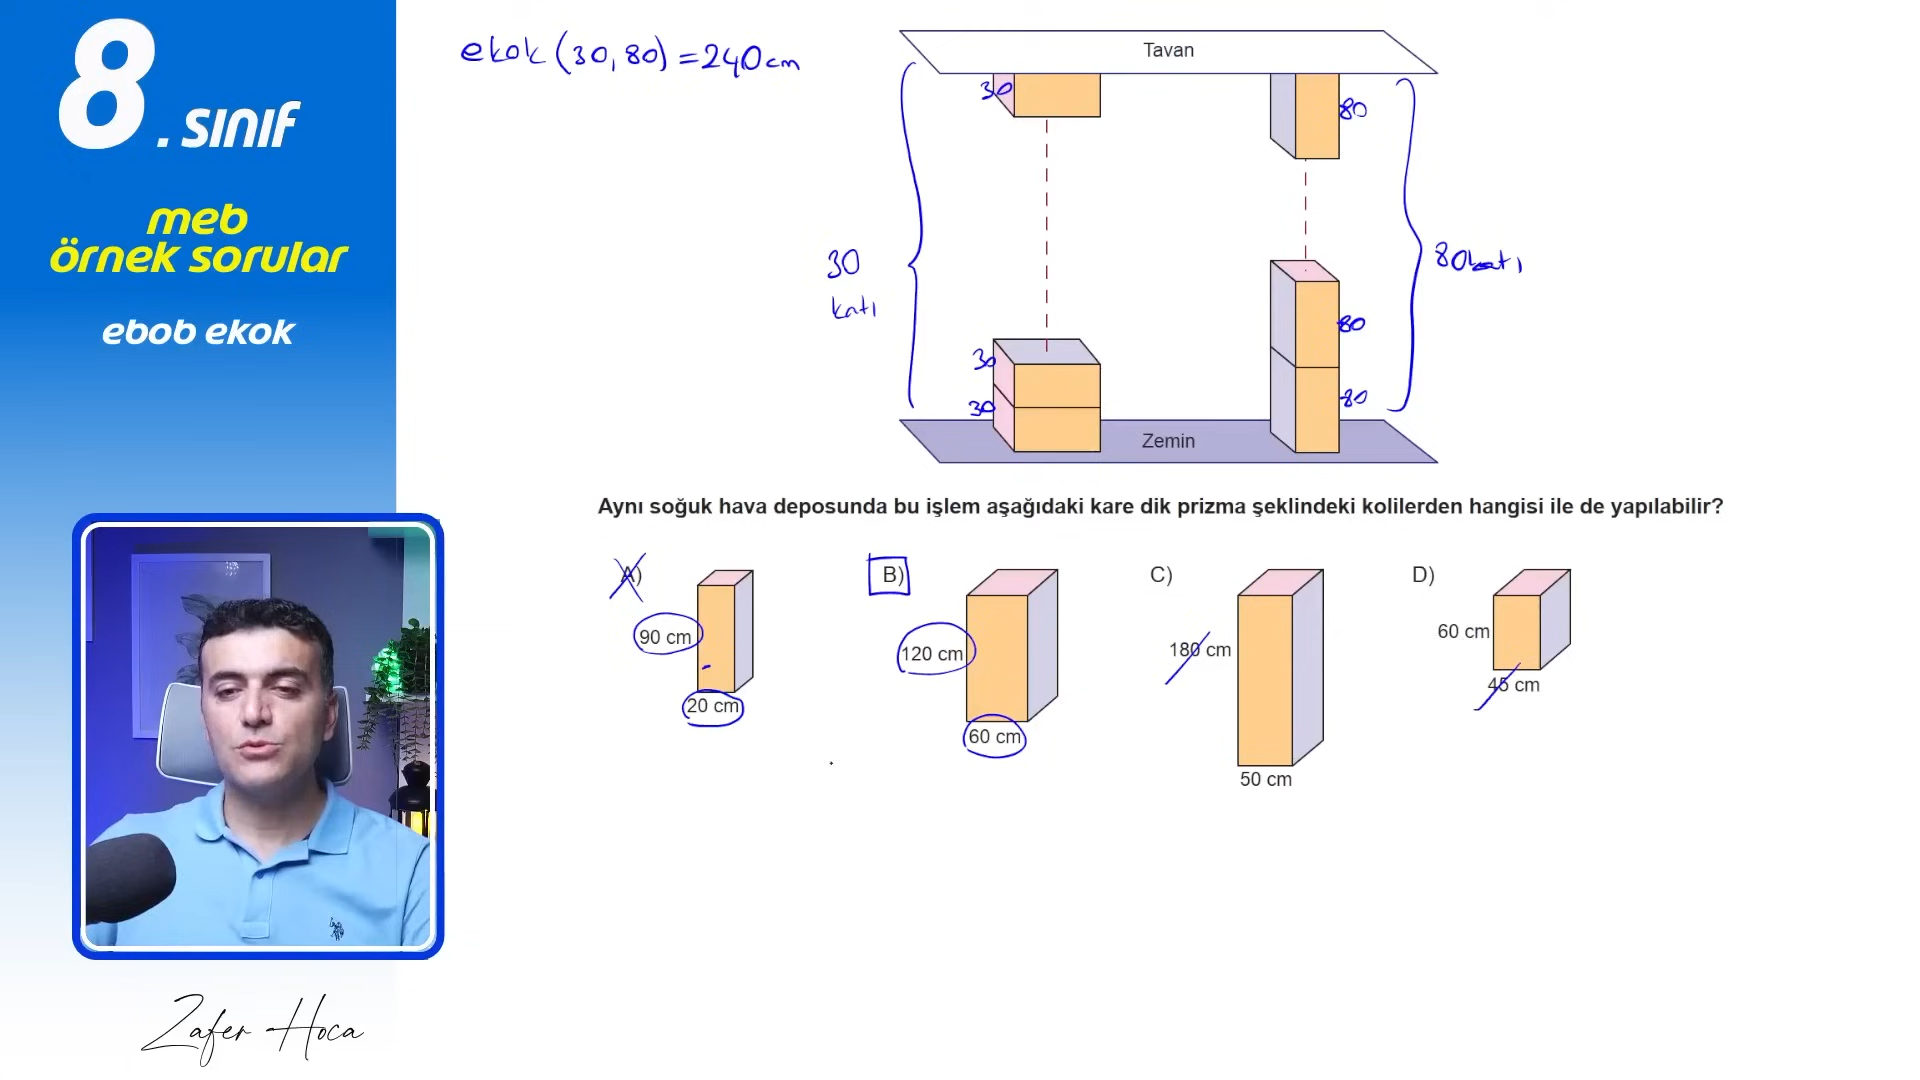 8. SINIF
meb
örnek sorular
ebob ekok
ekok (30, 80) = 240 cm
Tavan
30
80
30
katı
80 katı
80
30
80
30
Zemin
Aynı soğuk hava deposunda bu işlem aşağıdaki kare dik prizma şeklindeki kolilerden hangisi ile de yapılabilir?
A)
90 cm
20 cm
B)
120 cm
60 cm
C)
180 cm
50 cm
D)
60 cm
45 cm
Zafer Hoca